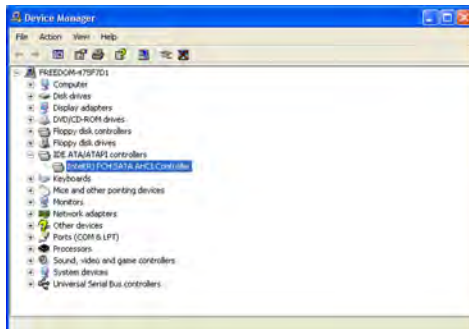 Device Manager
File Action View Help
FREEDOM-475F7D1
Computer
Disk drives
Display adapters
DVD/CD-ROM drives
Floppy disk controllers
Floppy disk drives
IDE ATA/ATAPI controllers
Intel(R) PCH SATA AHCI Controller
Keyboards
Mice and other pointing devices
Monitors
Network adapters
Other devices
Ports (COM & LPT)
Processors
Sound, video and game controllers
System devices
Universal Serial Bus controllers